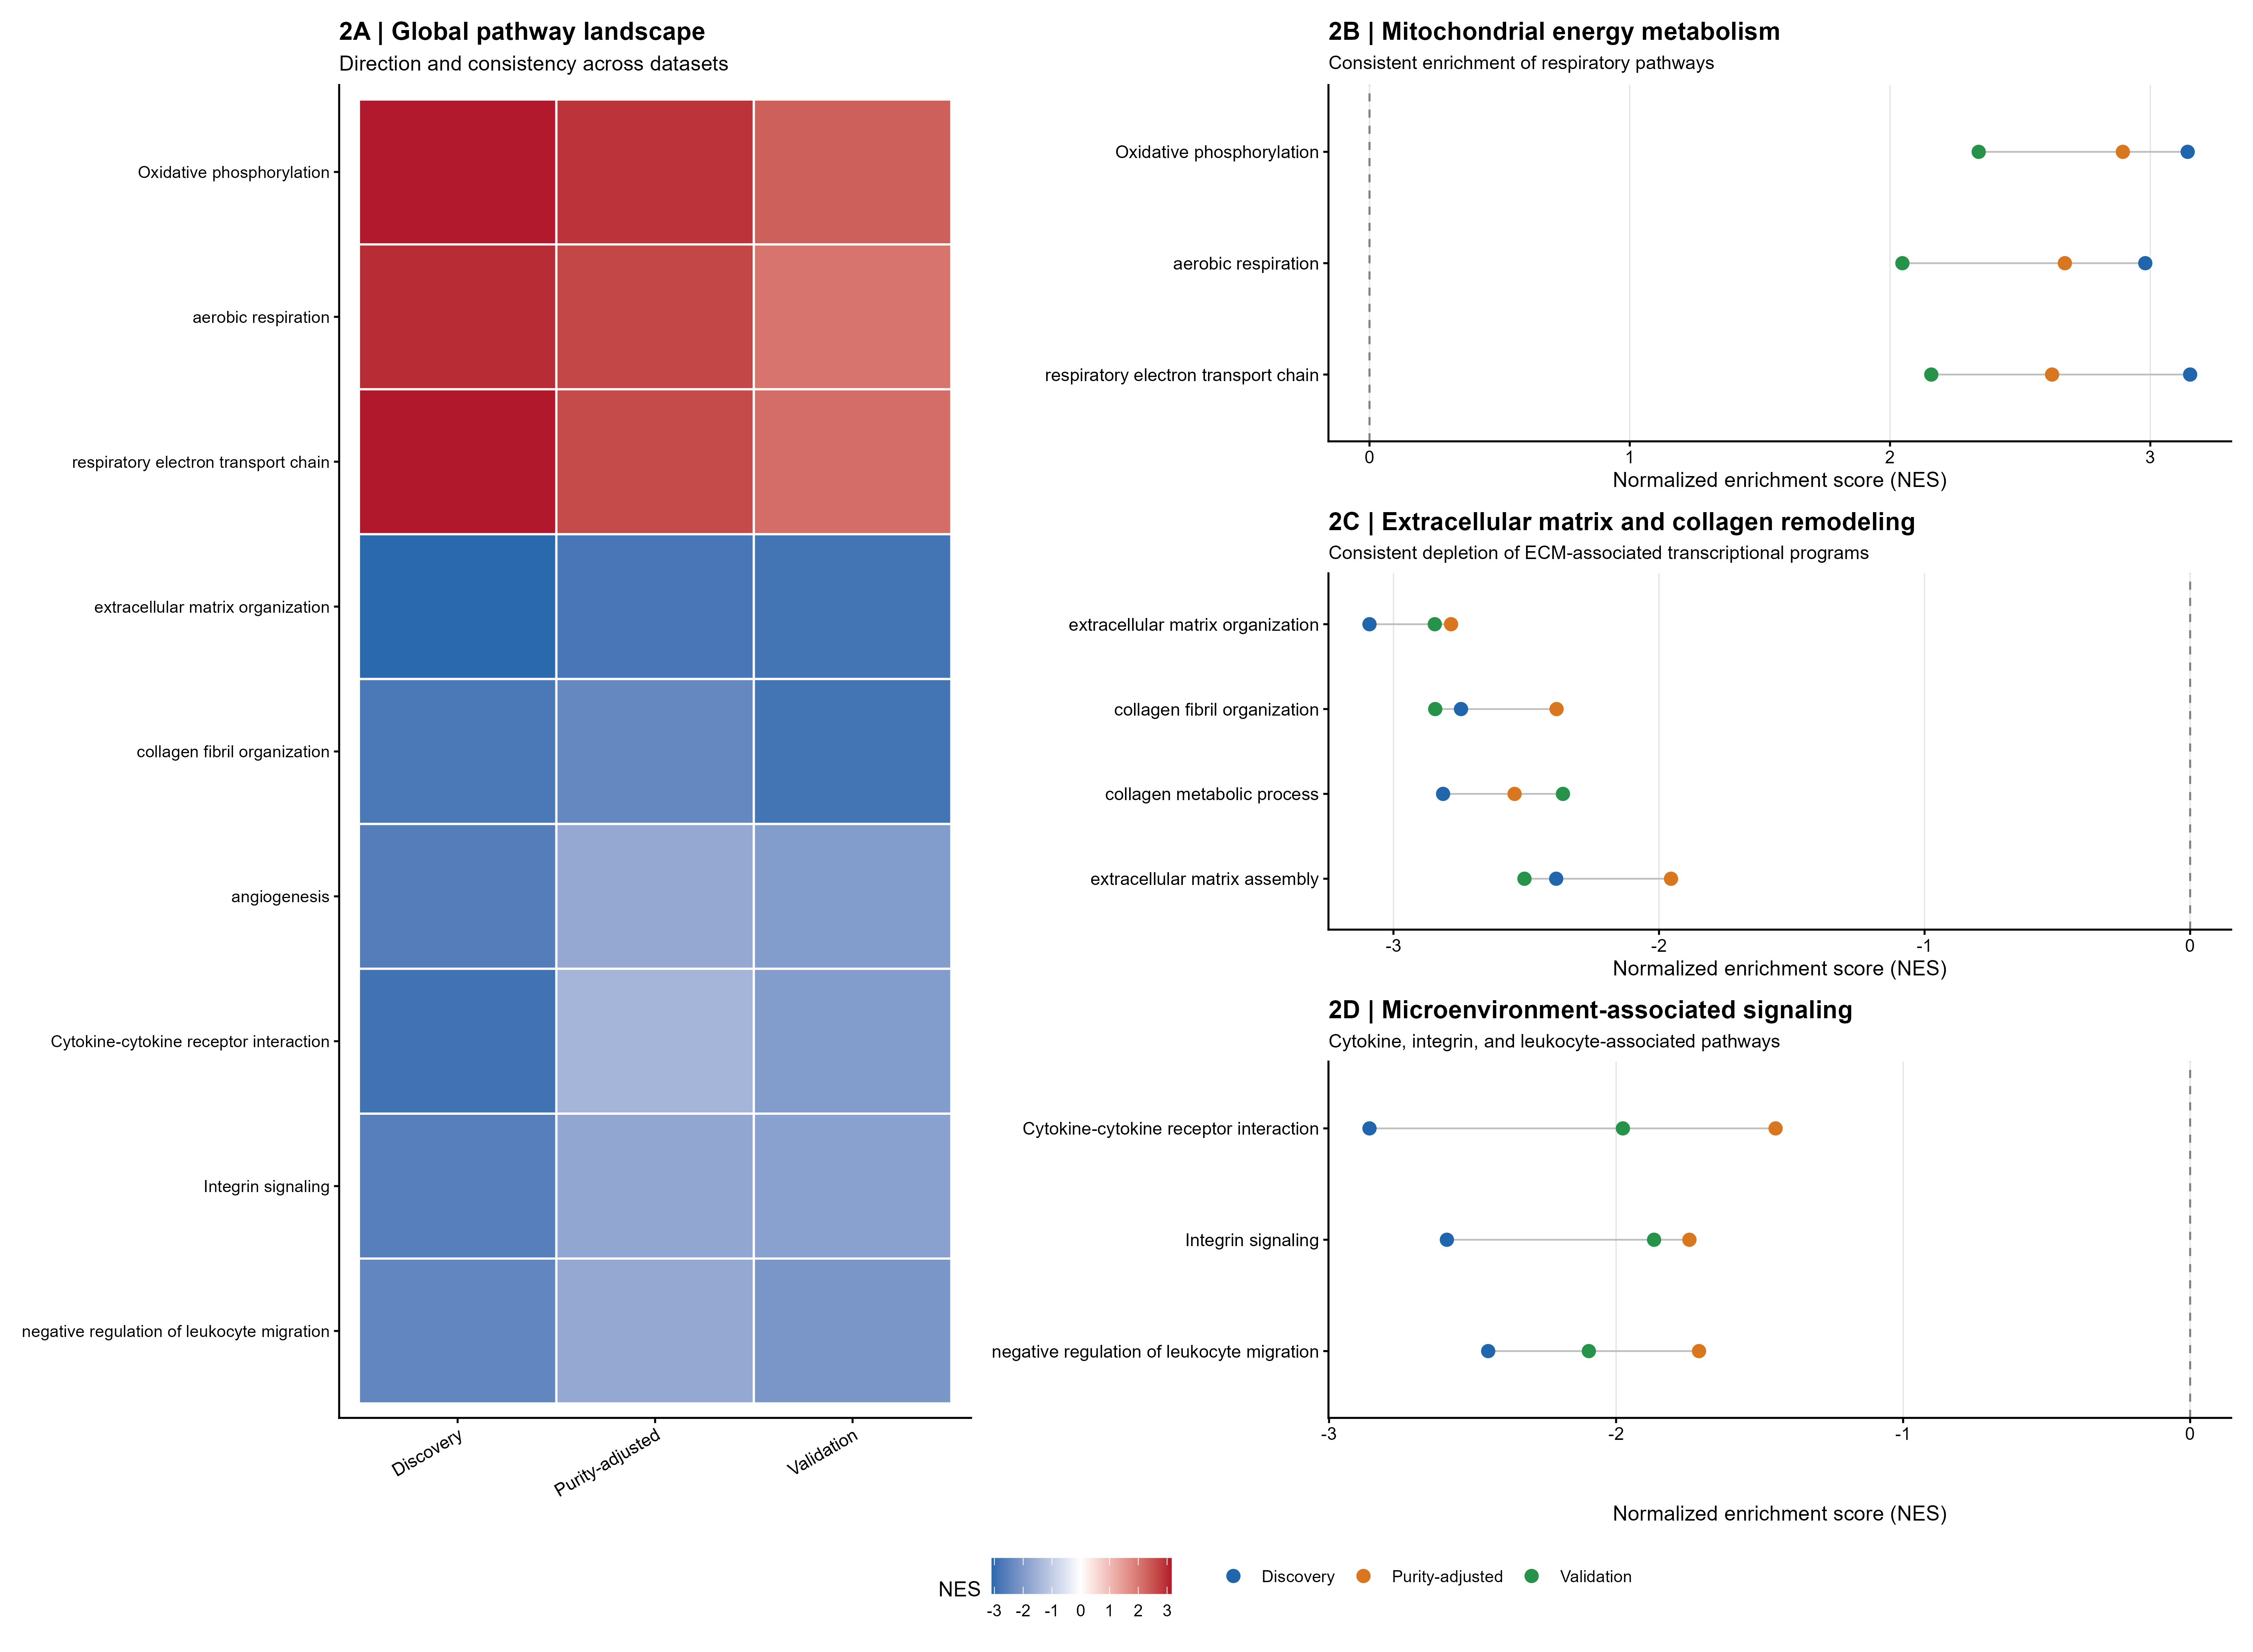 2A | Global pathway landscape
Direction and consistency across datasets
Oxidative phosphorylation
aerobic respiration
respiratory electron transport chain
extracellular matrix organization
collagen fibril organization
angiogenesis
Cytokine-cytokine receptor interaction
Integrin signaling
negative regulation of leukocyte migration
Discovery
Purity-adjusted
Validation
2B | Mitochondrial energy metabolism
Consistent enrichment of respiratory pathways
Oxidative phosphorylation
aerobic respiration
respiratory electron transport chain
0 1 2 3
Normalized enrichment score (NES)
2C | Extracellular matrix and collagen remodeling
Consistent depletion of ECM-associated transcriptional programs
extracellular matrix organization
collagen fibril organization
collagen metabolic process
extracellular matrix assembly
-3 -2 -1 0
Normalized enrichment score (NES)
2D | Microenvironment-associated signaling
Cytokine, integrin, and leukocyte-associated pathways
Cytokine-cytokine receptor interaction
Integrin signaling
negative regulation of leukocyte migration
-3 -2 -1 0
Normalized enrichment score (NES)
NES
-3 -2 -1 0 1 2 3
Discovery Purity-adjusted Validation